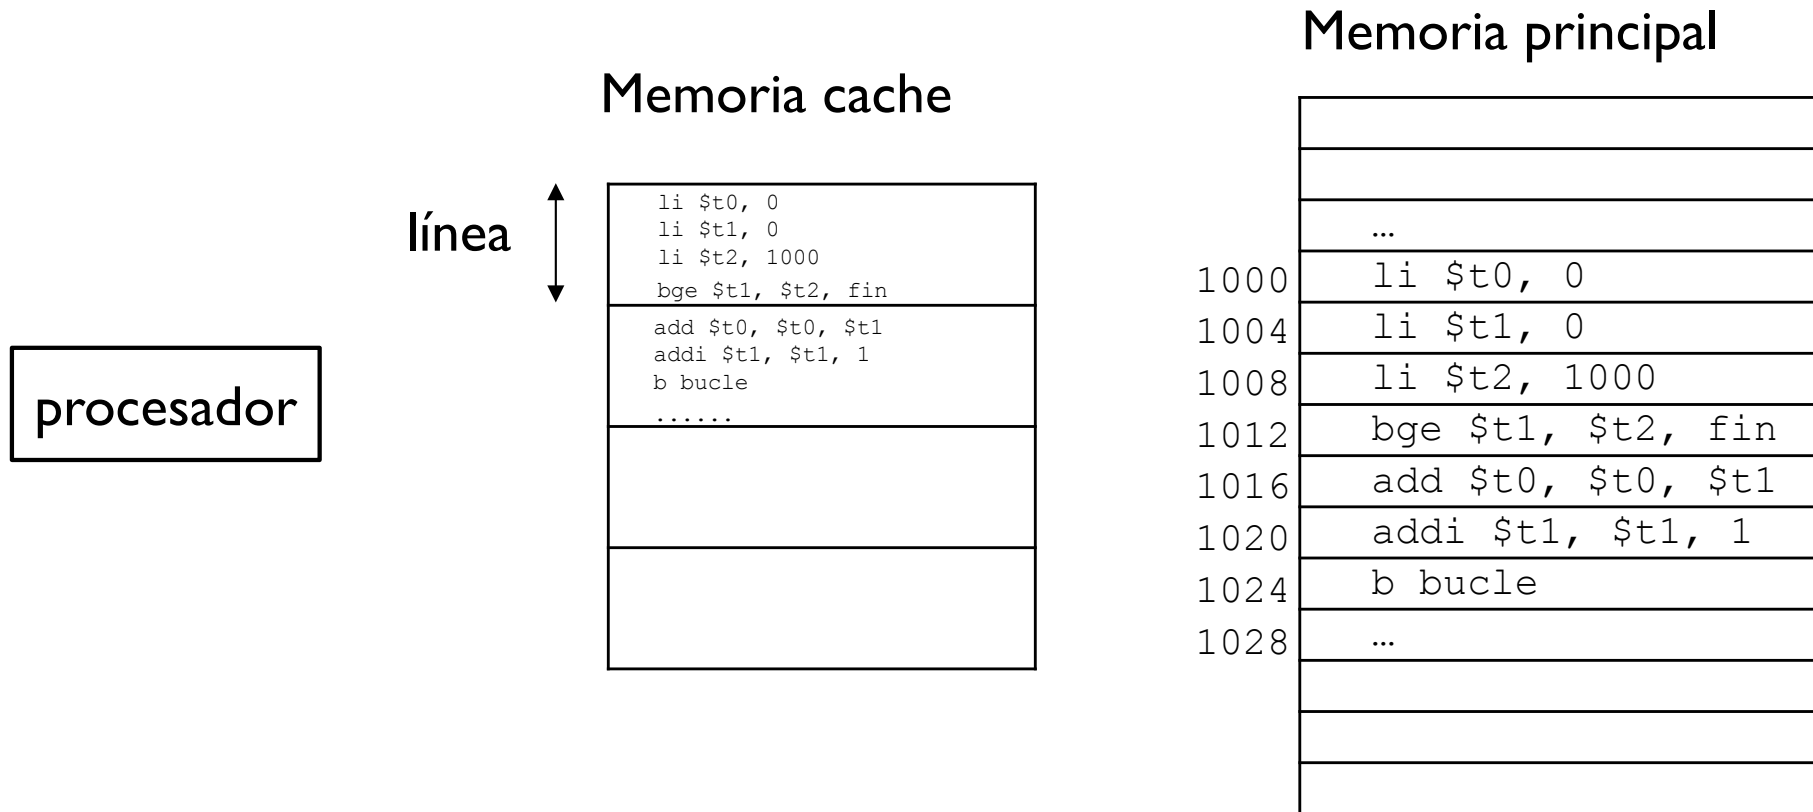 Memoria principal
Memoria cache
línea
procesador
li $t0, 0
li $t1, 0
li $t2, 1000
bge $t1, $t2, fin
add $t0, $t0, $t1
addi $t1, $t1, 1
b bucle
......
…
1000 li $t0, 0
1004 li $t1, 0
1008 li $t2, 1000
1012 bge $t1, $t2, fin
1016 add $t0, $t0, $t1
1020 addi $t1, $t1, 1
1024 b bucle
1028 …